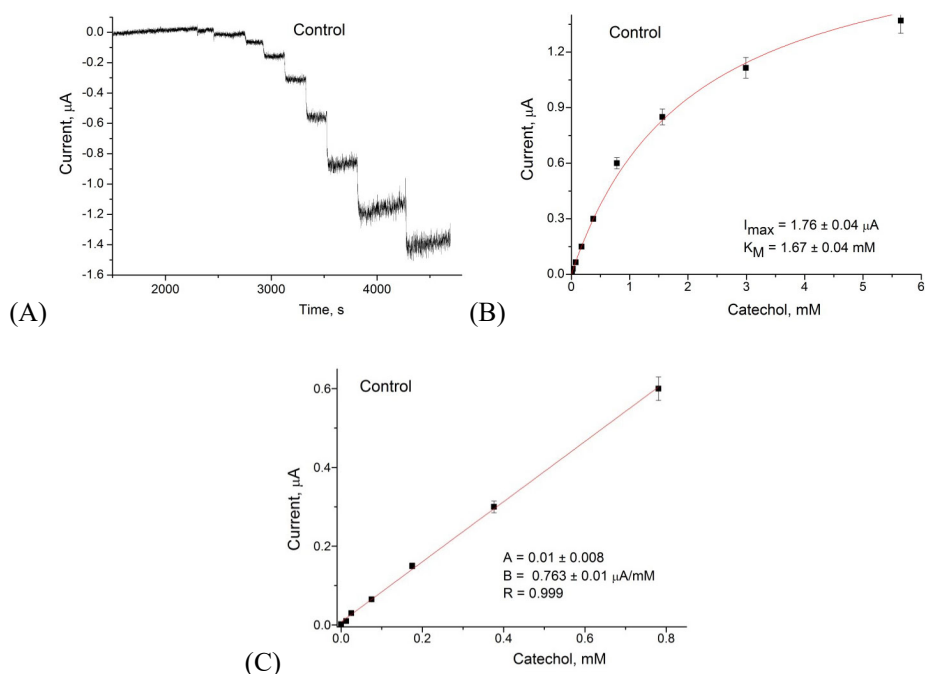 Control
Current, μA
0.0
-0.2
-0.4
-0.6
-0.8
-1.0
-1.2
-1.4
-1.6
2000 3000 4000
Time, s
(A)
Control
Current, μA
1.2
0.9
0.6
0.3
0.0
I max = 1.76 ± 0.04 μA
K M = 1.67 ± 0.04 mM
0 1 2 3 4 5 6
Catechol, mM
(B)
Control
Current, μA
0.6
0.4
0.2
0.0
A = 0.01 ± 0.008
B = 0.763 ± 0.01 μA/mM
R = 0.999
0.0 0.2 0.4 0.6 0.8
Catechol, mM
(C)